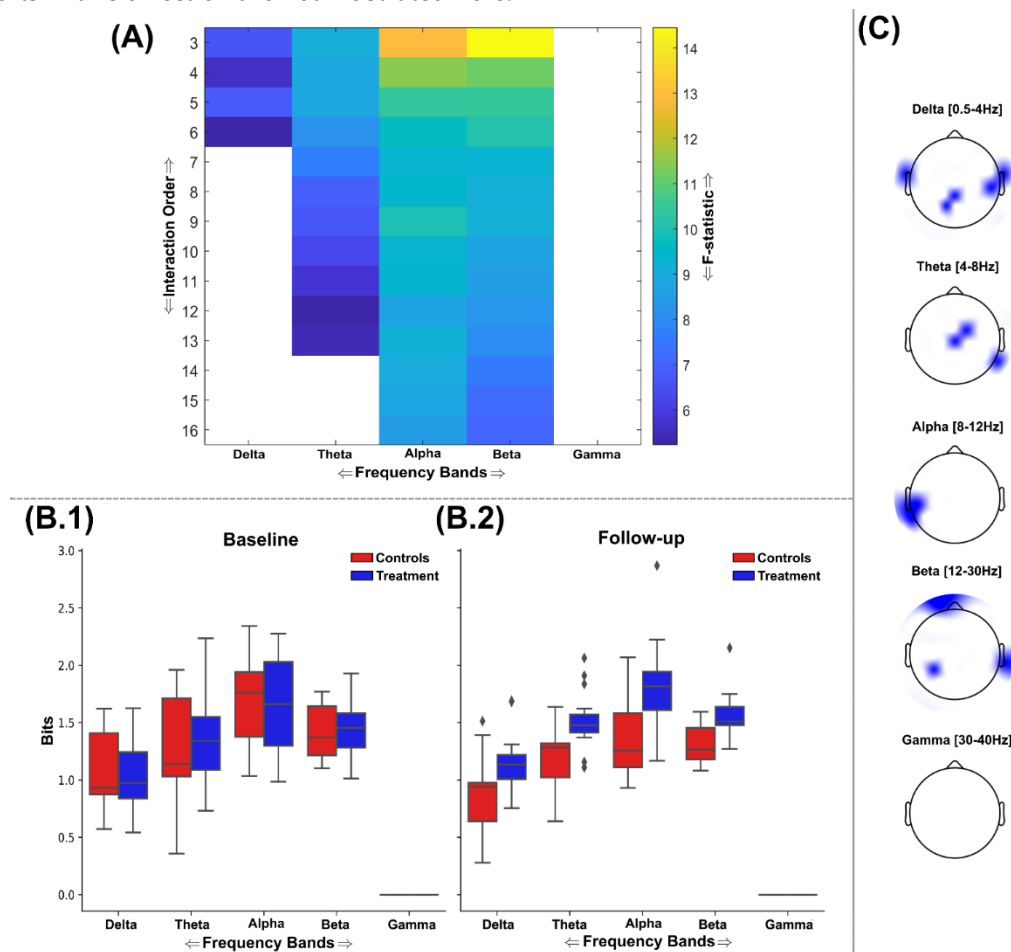 (A)
3
4
5
6
7
8
9
10
11
12
13
14
15
16
⇐Interaction Order⇒
Delta Theta Alpha Beta Gamma
⇐Frequency Bands⇒
14
13
12
11
10
9
8
7
6
⇐F-statistic⇒
(B.1)
Baseline
Controls
Treatment
3.0
2.5
2.0
1.5
1.0
0.5
0.0
Bits
Delta Theta Alpha Beta Gamma
⇐Frequency Bands⇒
(B.2)
Follow-up
Controls
Treatment
Delta Theta Alpha Beta Gamma
⇐Frequency Bands⇒
(C)
Delta [0.5-4Hz]
Theta [4-8Hz]
Alpha [8-12Hz]
Beta [12-30Hz]
Gamma [30-40Hz]